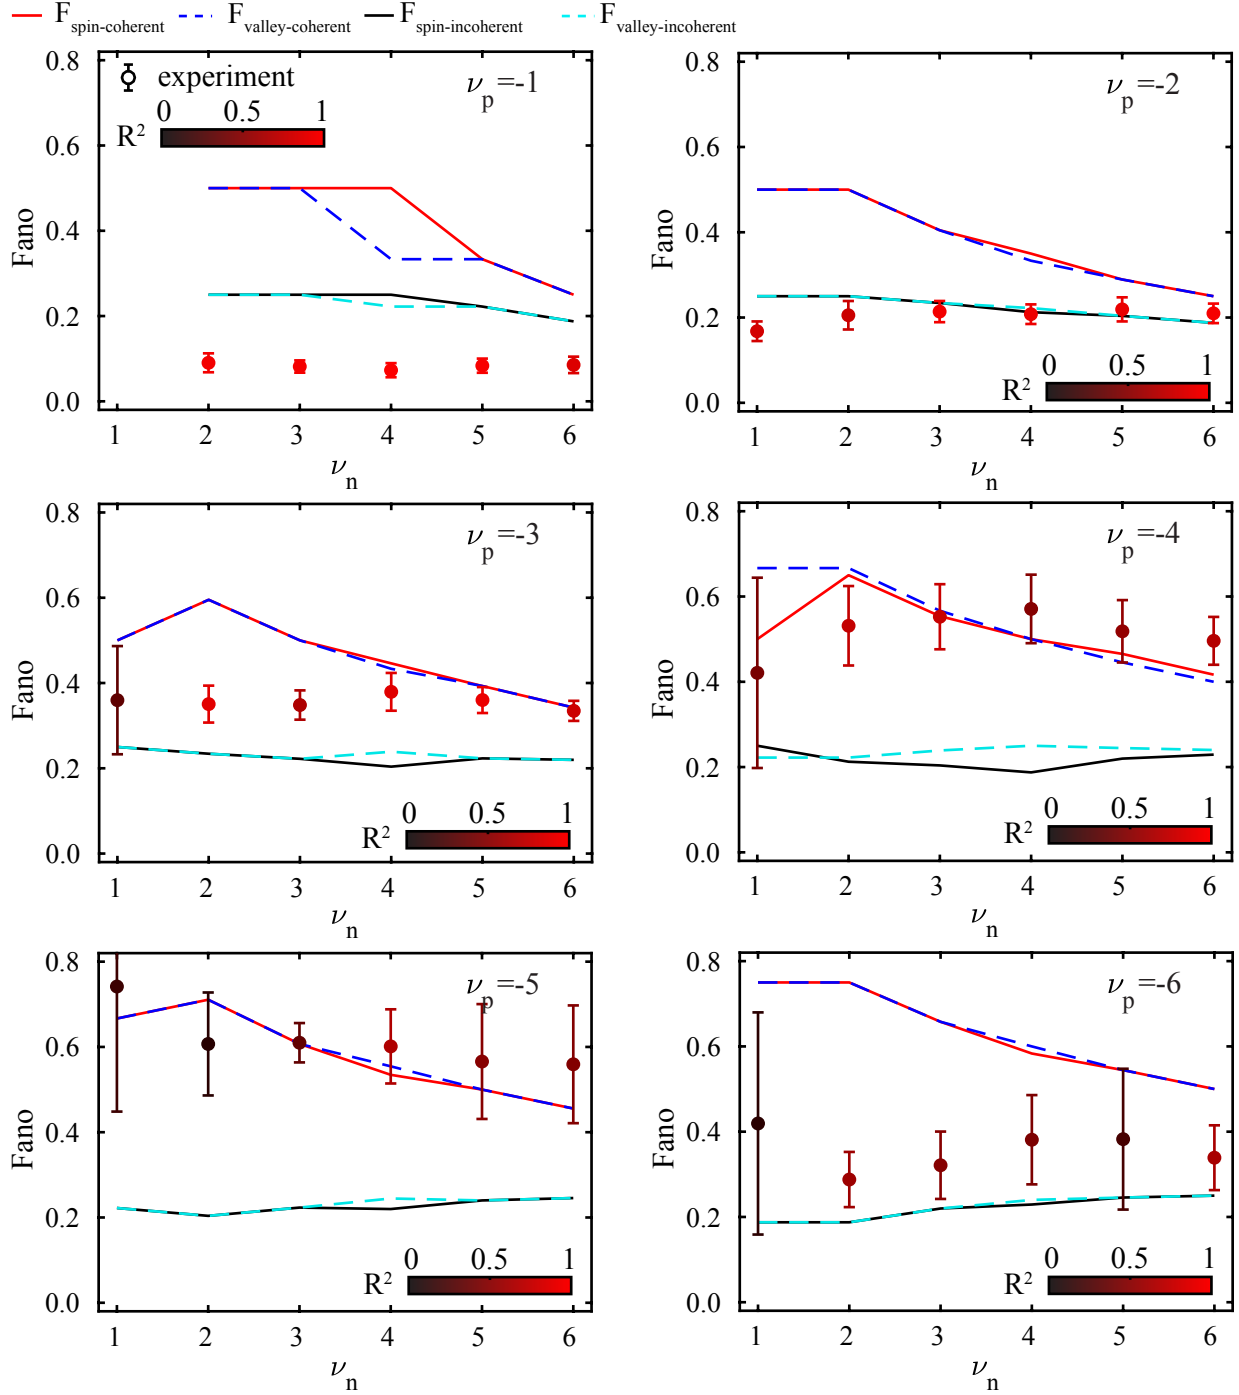 F spin-coherent F valley-coherent F spin-incoherent F valley-incoherent
experiment
R² 0 0.5 1
ν p =-1
Fano
0.8
0.6
0.4
0.2
0.0
1 2 3 4 5 6
ν n
ν p =-2
Fano
0.8
0.6
0.4
0.2
0.0
R² 0 0.5 1
1 2 3 4 5 6
ν n
ν p =-3
Fano
0.8
0.6
0.4
0.2
0.0
R² 0 0.5 1
1 2 3 4 5 6
ν n
ν p =-4
Fano
0.8
0.6
0.4
0.2
0.0
R² 0 0.5 1
1 2 3 4 5 6
ν n
ν p =-5
Fano
0.8
0.6
0.4
0.2
0.0
R² 0 0.5 1
1 2 3 4 5 6
ν n
ν p =-6
Fano
0.8
0.6
0.4
0.2
0.0
R² 0 0.5 1
1 2 3 4 5 6
ν n